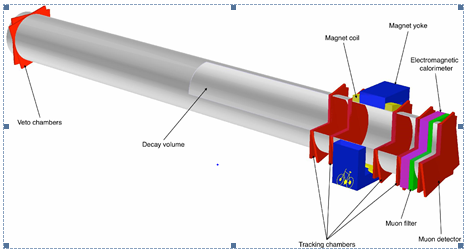 Magnet yoke
Magnet coil
Electromagnetic
calorimeter
Veto chambers
Decay volume
Tracking chambers
Muon filter
Muon detector